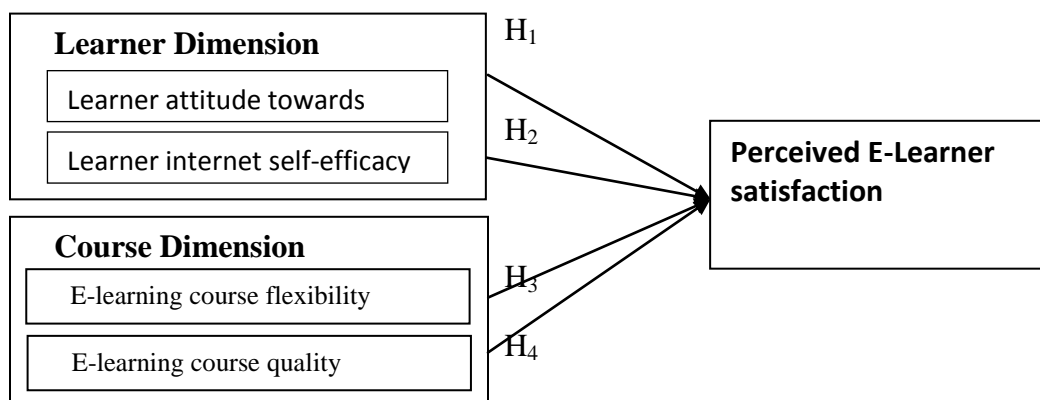 Learner Dimension
Learner attitude towards
Learner internet self-efficacy
H1
H2
Course Dimension
E-learning course flexibility
E-learning course quality
H3
H4
Perceived E-Learner
satisfaction